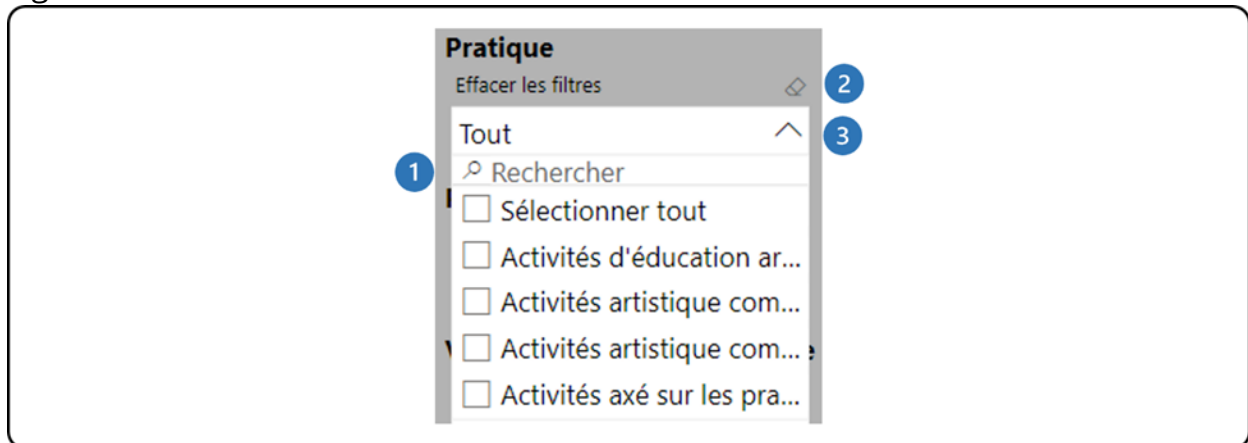 Pratique
Effacer les filtres
2
Tout
3
1
Rechercher
Sélectionner tout
Activités d'éducation ar...
Activités artistique com...
Activités artistique com...
Activités axé sur les pra...